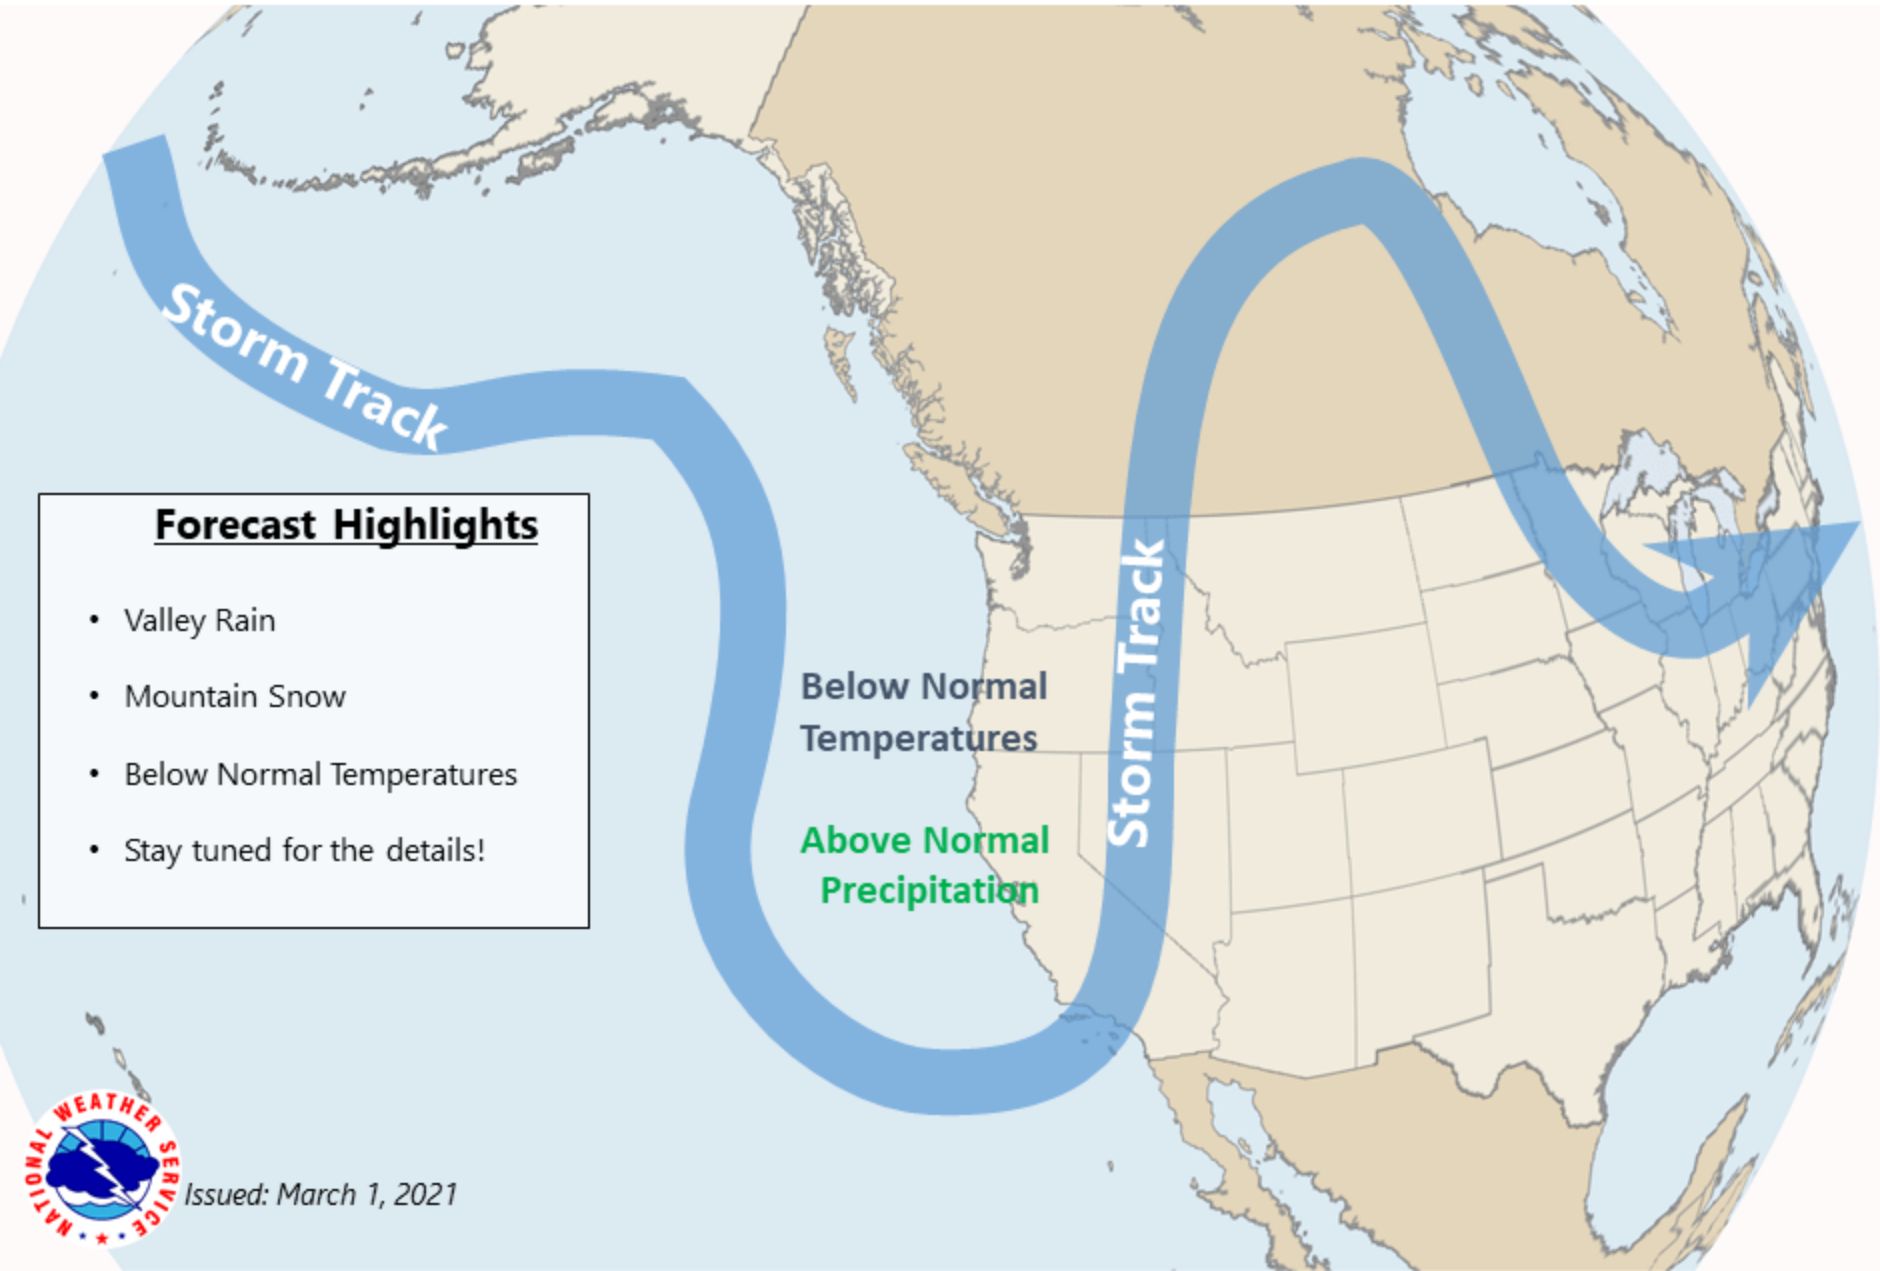 Storm Track
Forecast Highlights
• Valley Rain
• Mountain Snow
• Below Normal Temperatures
• Stay tuned for the details!
Below Normal
Temperatures
Above Normal
Precipitation
Storm Track
NATIONAL WEATHER SERVICE
Issued: March 1, 2021